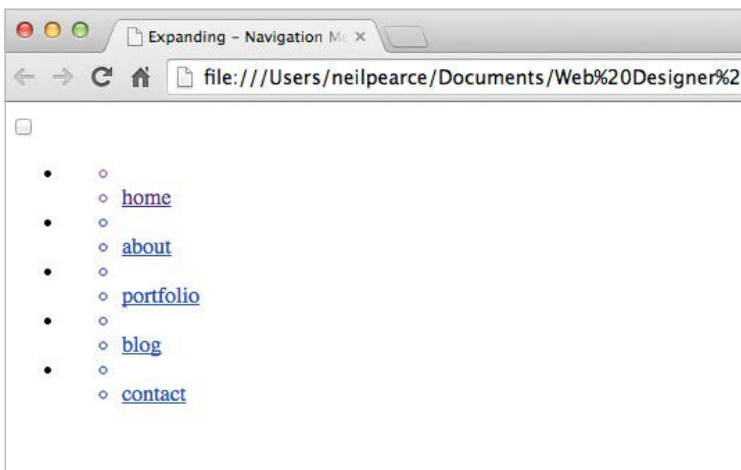 Expanding – Navigation M
file:///Users/neilpearce/Documents/Web%20Designer%2
home
about
portfolio
blog
contact